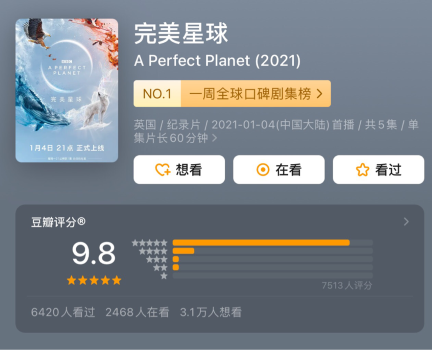 完美星球
A Perfect Planet (2021)
NO.1 一周全球口碑剧集榜
英国 / 纪录片 / 2021-01-04(中国大陆) 首播 / 共5集 / 单
集片长60分钟
想看 在看 看过
BBC
A PERFECT
PLANET
完美星球
1月4日 21点 正式上线
豆瓣评分®
9.8
7513人评分
6420人看过 2468人在看 3.1万人想看